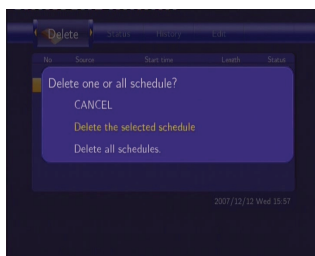 Delete Status History Edit
No Source Start time Length Status
Delete one or all schedule?
CANCEL
Delete the selected schedule
Delete all schedules.
2007/12/12 Wed 15:57